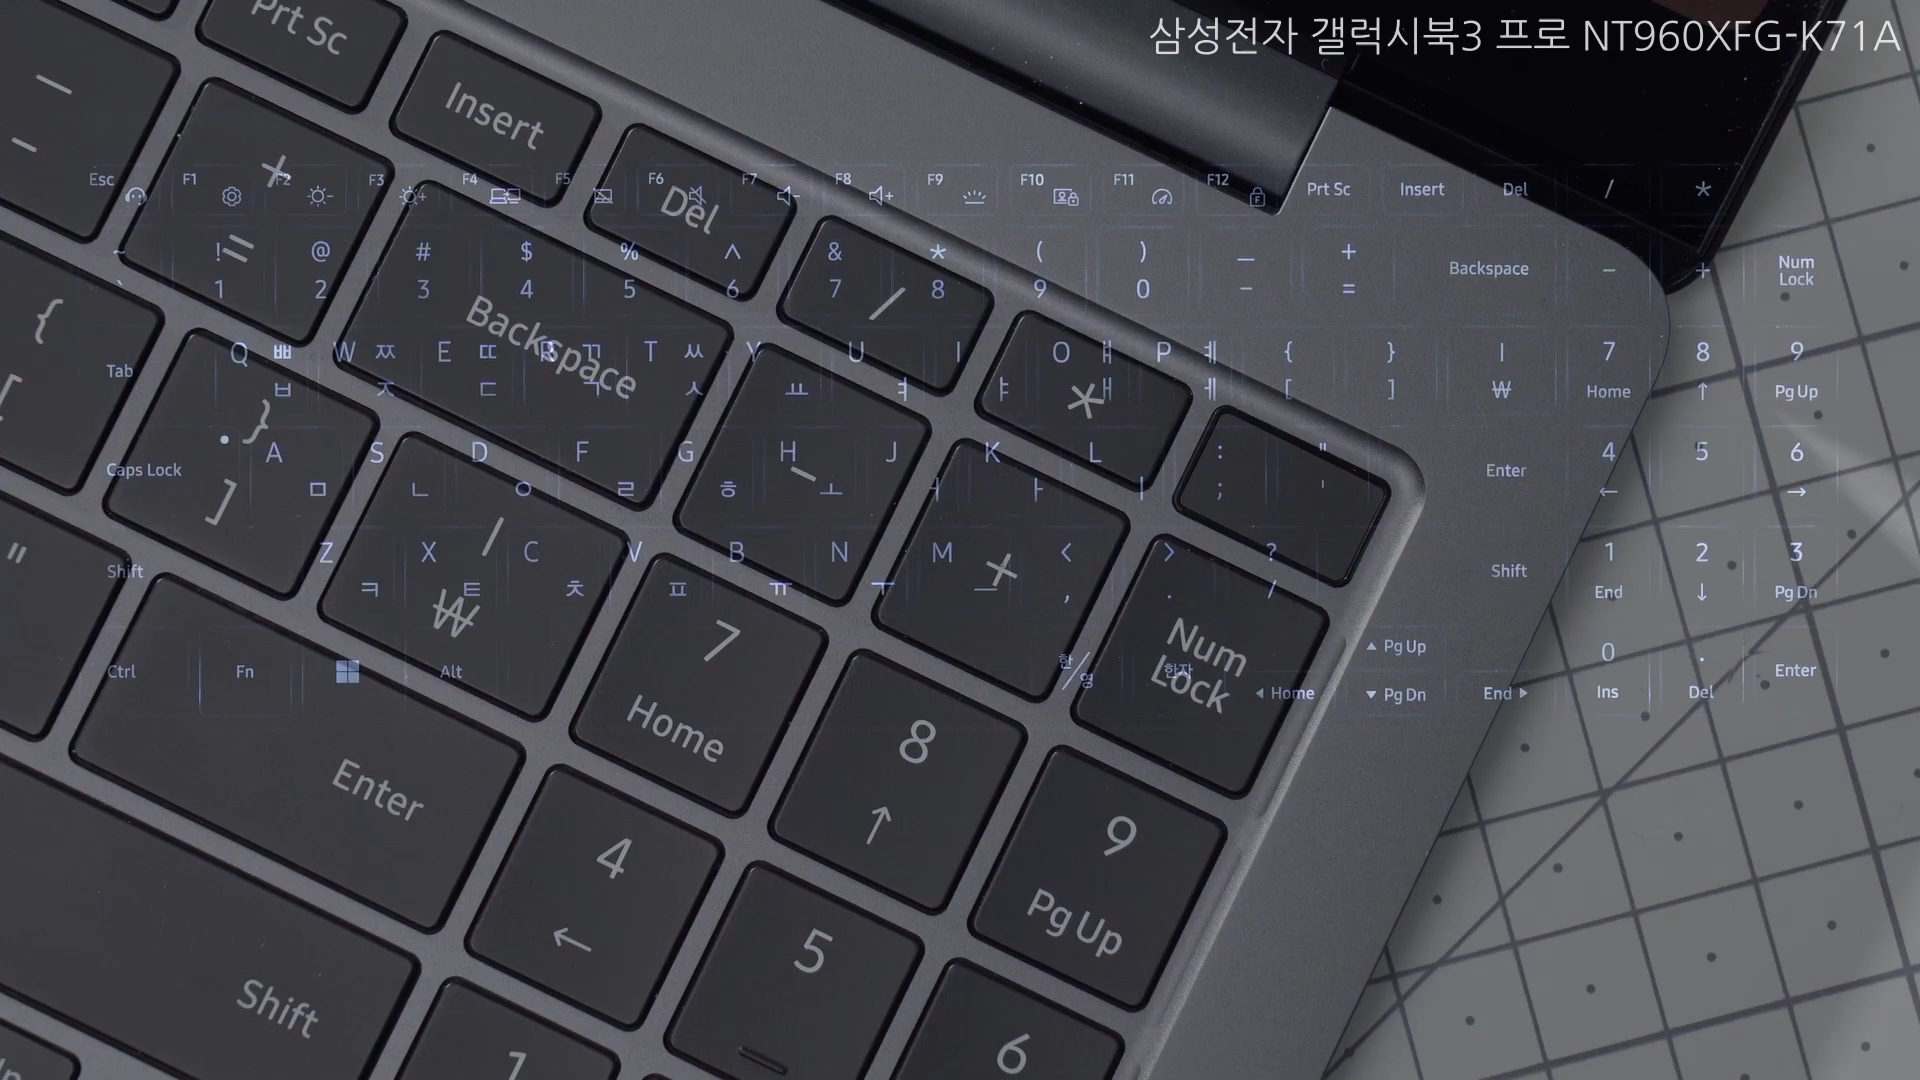 삼성전자 갤럭시북3 프로 NT960XFG-K71A
Prt Sc
Insert
Del
+
=
Backspace
/
*
{
[
}
]
|
₩
-
+
Num
Lock
"
Enter
7
Home
8
↑
9
Pg Up
4
←
5
6
Shift
1
Esc F1 F2 F3 F4 F5 F6 F7 F8 F9 F10 F11 F12 Prt Sc Insert Del / *
~ ! @ # $ % ^ & * ( ) _ + Backspace - + Num Lock
` 1 2 3 4 5 6 7 8 9 0 - =
Tab Q ㅃ W ㅉ E ㄸ R ㄲ T ㅆ Y U I O ㅒ P ㅖ { } | 7 8 9
ㅂ ㅈ ㄷ ㄱ ㅅ ㅛ ㅕ ㅑ ㅐ ㅔ [ ] ₩ Home ↑ Pg Up
Caps Lock A S D F G H J K L : " Enter 4 5 6
ㅁ ㄴ ㅇ ㄹ ㅎ ㅗ ㅓ ㅏ ㅣ ; ' ← →
Shift Z X C V B N M < > ? Shift 1 2 3
ㅋ ㅌ ㅊ ㅍ ㅠ ㅜ ㅡ , . / End ↓ Pg Dn
Ctrl Fn Alt 한/영 한자 ◀ Home ▲ Pg Up ▼ Pg Dn End ▶ 0 Ins . Del Enter